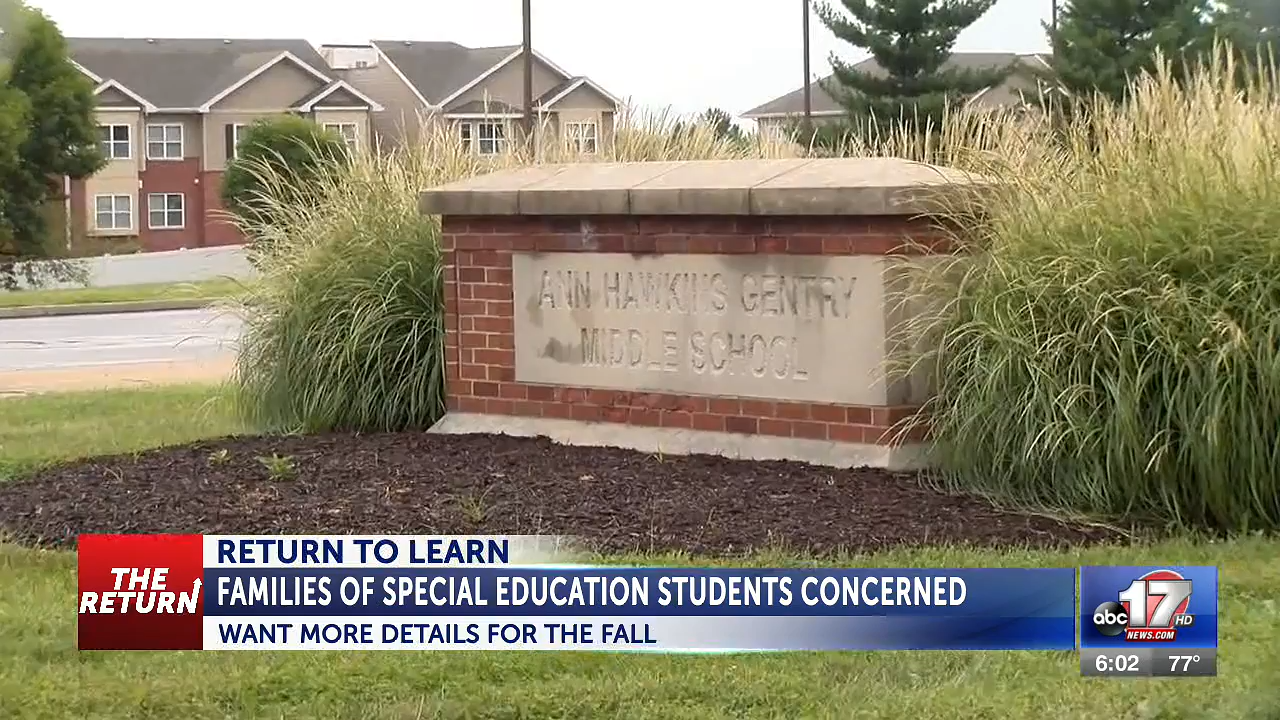 ANN HAWKINS GENTRY
MIDDLE SCHOOL
THE
RETURN
RETURN TO LEARN
FAMILIES OF SPECIAL EDUCATION STUDENTS CONCERNED
WANT MORE DETAILS FOR THE FALL
abc 17 HD
NEWS.COM
6:02 77°